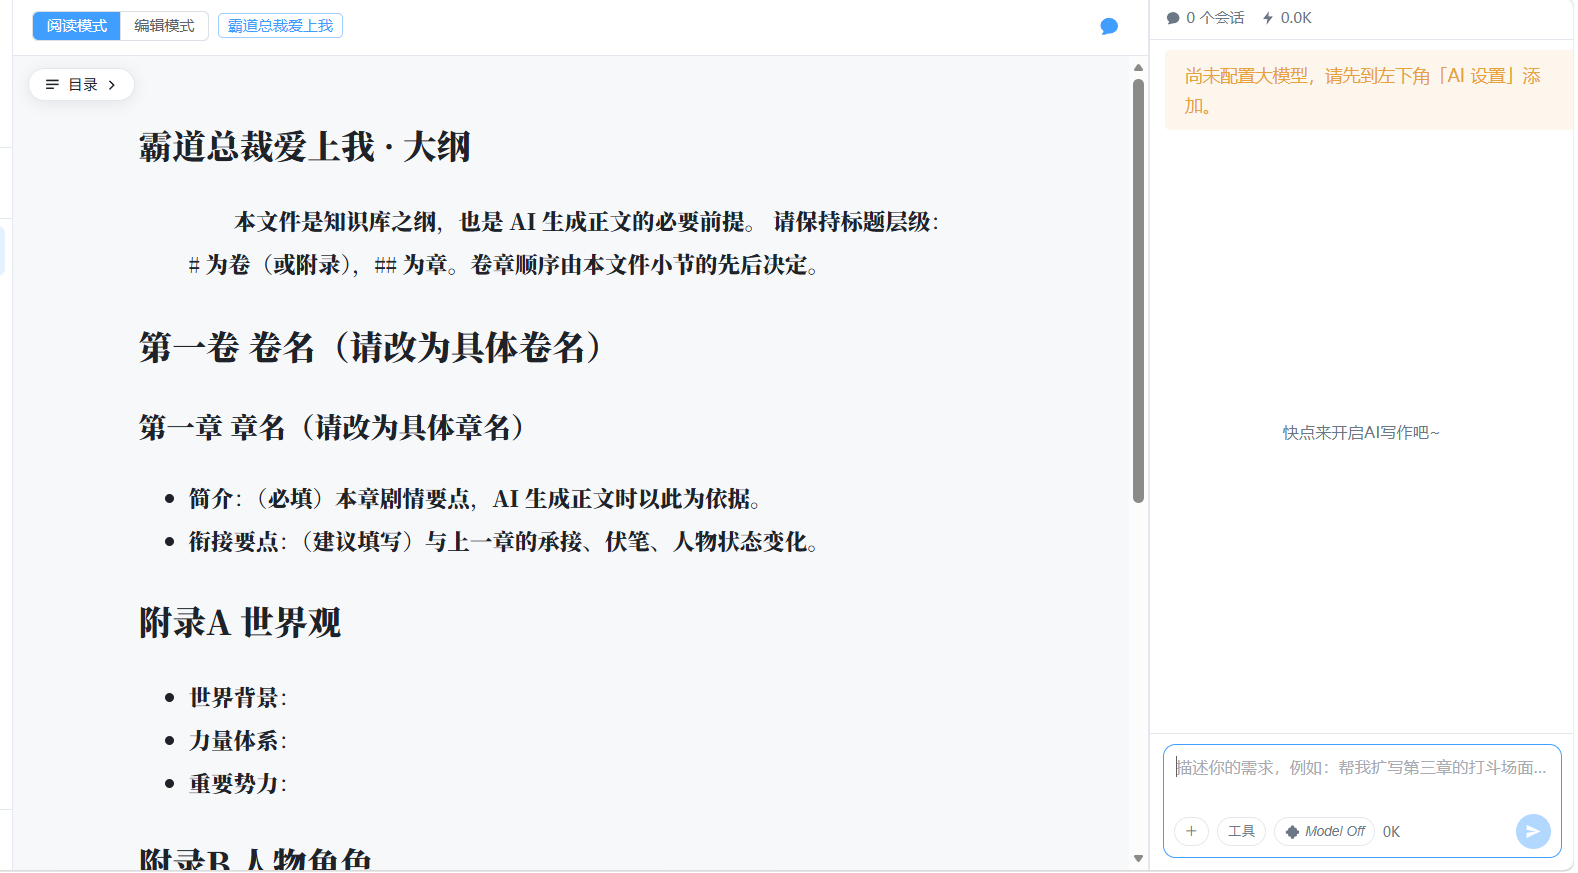 阅读模式 编辑模式 霸道总裁爱上我
目录
霸道总裁爱上我 · 大纲
本文件是知识库之纲，也是 AI 生成正文的必要前提。 请保持标题层级：
# 为卷（或附录），## 为章。卷章顺序由本文件小节的先后决定。
第一卷 卷名（请改为具体卷名）
第一章 章名（请改为具体章名）
简介：（必填）本章剧情要点，AI 生成正文时以此为依据。
衔接要点：（建议填写）与上一章的承接、伏笔、人物状态变化。
附录A 世界观
世界背景：
力量体系：
重要势力：
附录B 人物角色
0 个会话 0.0K
尚未配置大模型，请先到左下角「AI 设置」添
加。
快点来开启AI写作吧~
描述你的需求，例如：帮我扩写第三章的打斗场面...
工具 Model Off 0K